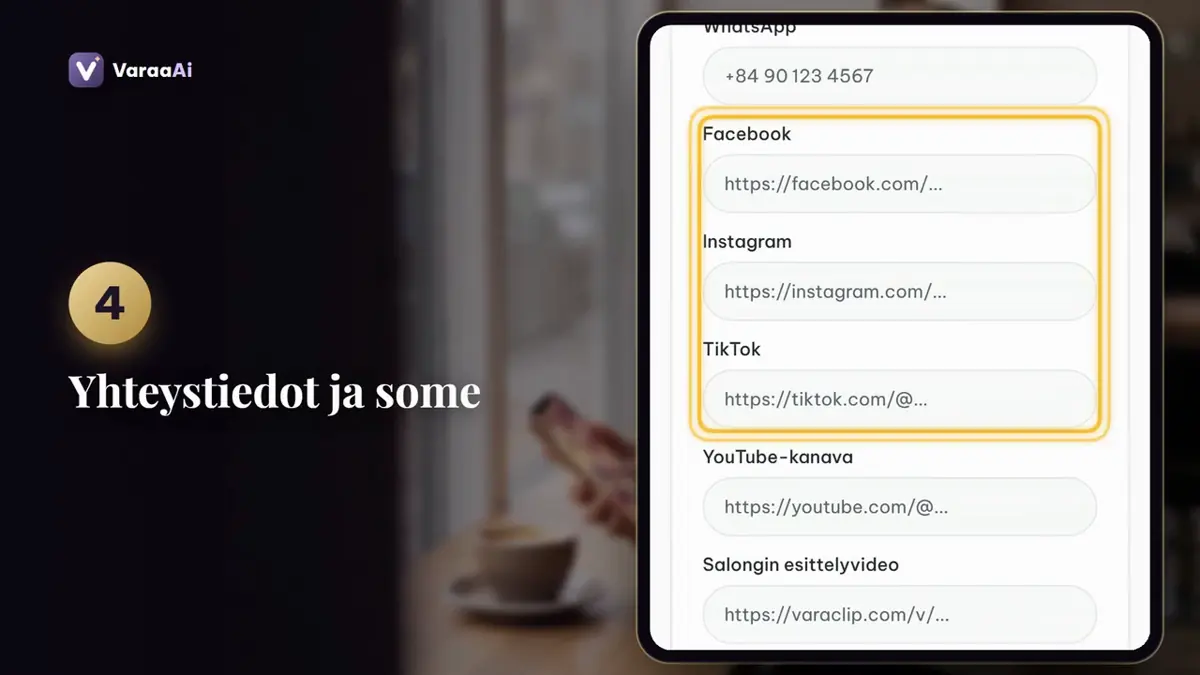 VaraaAi
4
Yhteystiedot ja some
WhatsApp
+84 90 123 4567
Facebook
https://facebook.com/...
Instagram
https://instagram.com/...
TikTok
https://tiktok.com/@...
YouTube-kanava
https://youtube.com/@...
Salongin esittelyvideo
https://varaclip.com/v/...